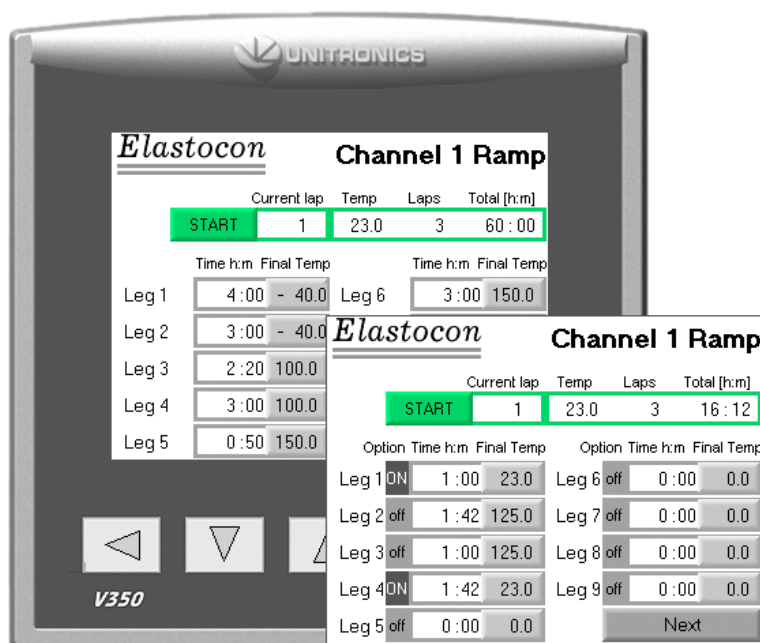 UNITRONICS
Elastocon
Channel 1 Ramp
Current lap Temp Laps Total [h:m]
START 1 23.0 3 60:00
Time h:m Final Temp Time h:m Final Temp
Leg 1 4:00 - 40.0 Leg 6 3:00 150.0
Leg 2 3:00 - 40.0
Leg 3 2:20 100.0
Leg 4 3:00 100.0
Leg 5 0:50 150.0
V350
Elastocon
Channel 1 Ramp
Current lap Temp Laps Total [h:m]
START 1 23.0 3 16:12
Option Time h:m Final Temp Option Time h:m Final Temp
Leg 1 ON 1:00 23.0 Leg 6 off 0:00 0.0
Leg 2 off 1:42 125.0 Leg 7 off 0:00 0.0
Leg 3 off 1:00 125.0 Leg 8 off 0:00 0.0
Leg 4 ON 1:42 23.0 Leg 9 off 0:00 0.0
Leg 5 off 0:00 0.0 Next